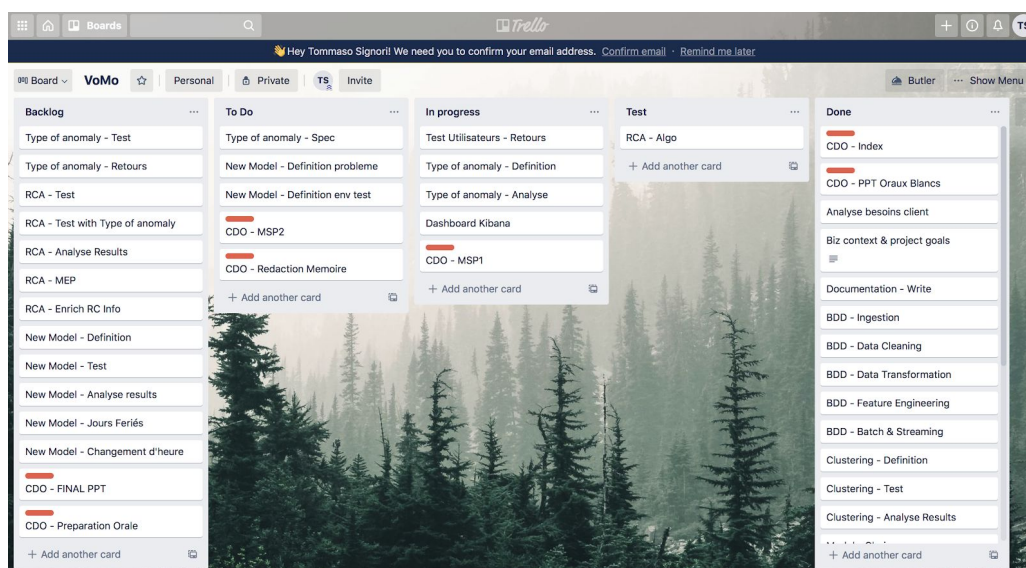 Boards
Trello
TS
👋Hey Tommaso Signori! We need you to confirm your email address. Confirm email · Remind me later
Board
VoMo
Personal
Private
TS
Invite
Butler
··· Show Menu
Backlog
Type of anomaly - Test
Type of anomaly - Retours
RCA - Test
RCA - Test with Type of anomaly
RCA - Analyse Results
RCA - MEP
RCA - Enrich RC Info
New Model - Definition
New Model - Test
New Model - Analyse results
New Model - Jours Feriés
New Model - Changement d'heure
CDO - FINAL PPT
CDO - Preparation Orale
+ Add another card
To Do
Type of anomaly - Spec
New Model - Definition probleme
New Model - Definition env test
CDO - MSP2
CDO - Redaction Memoire
+ Add another card
In progress
Test Utilisateurs - Retours
Type of anomaly - Definition
Type of anomaly - Analyse
Dashboard Kibana
CDO - MSP1
+ Add another card
Test
RCA - Algo
+ Add another card
Done
CDO - Index
CDO - PPT Oraux Blancs
Analyse besoins client
Biz context & project goals
Documentation - Write
BDD - Ingestion
BDD - Data Cleaning
BDD - Data Transformation
BDD - Feature Engineering
BDD - Batch & Streaming
Clustering - Definition
Clustering - Test
Clustering - Analyse Results
+ Add another card